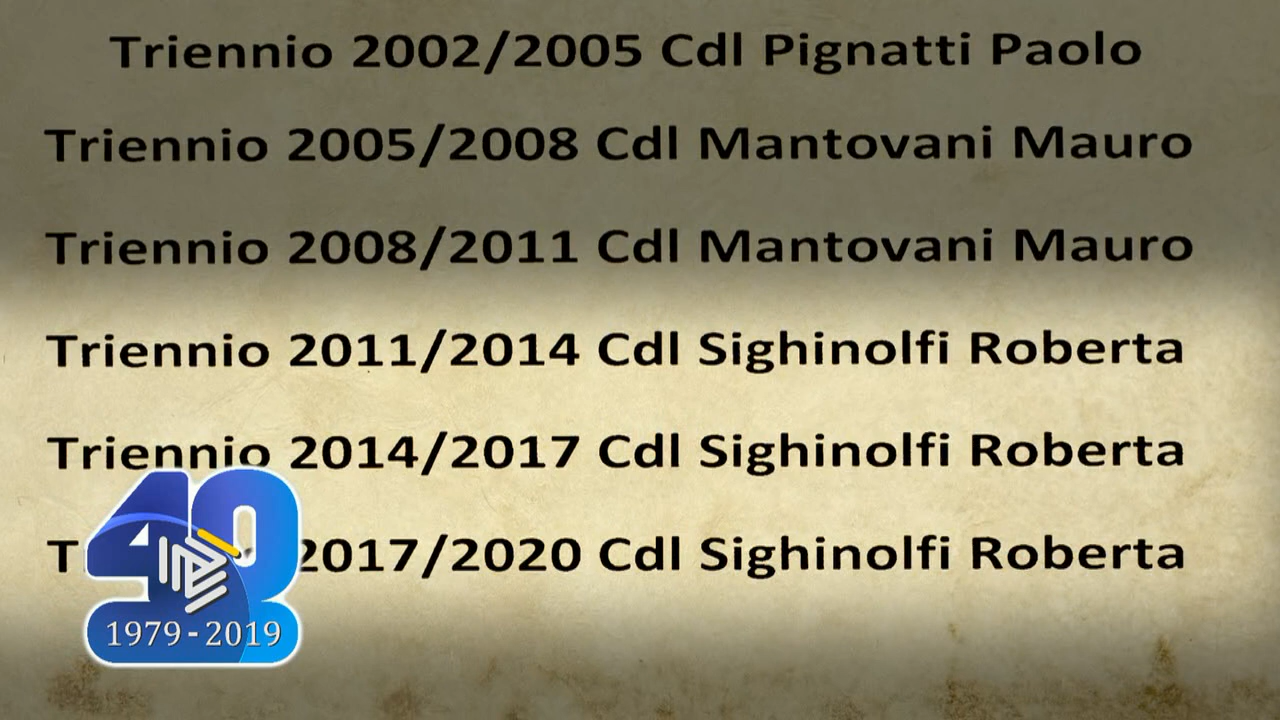 Triennio 2002/2005 Cdl Pignatti Paolo
Triennio 2005/2008 Cdl Mantovani Mauro
Triennio 2008/2011 Cdl Mantovani Mauro
Triennio 2011/2014 Cdl Sighinolfi Roberta
Triennio 2014/2017 Cdl Sighinolfi Roberta
2017/2020 Cdl Sighinolfi Roberta
40
1979-2019